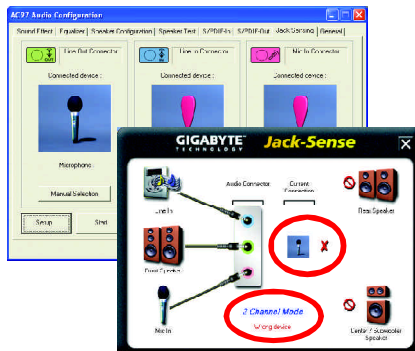 AC97 Audio Configuration
Sound Effect | Equalizer | Speaker Configuration | Speaker Test | S/PDIF-In | S/PDIF-Out | Jack Sensing | General
OUT
Line Out Connector
Line In Connector
Mic In Connector
Connected device :
Connected device :
Connected device :
Microphone
Manual Selection
Setup
Start
GIGABYTE
TECHNOLOGY
Jack-Sense
Audio Connector
Current Connection
Line In
Rear Speaker
Front Speaker
2 Channel Mode
Wrong device
Mic In
Center / Subwoofer
Speaker